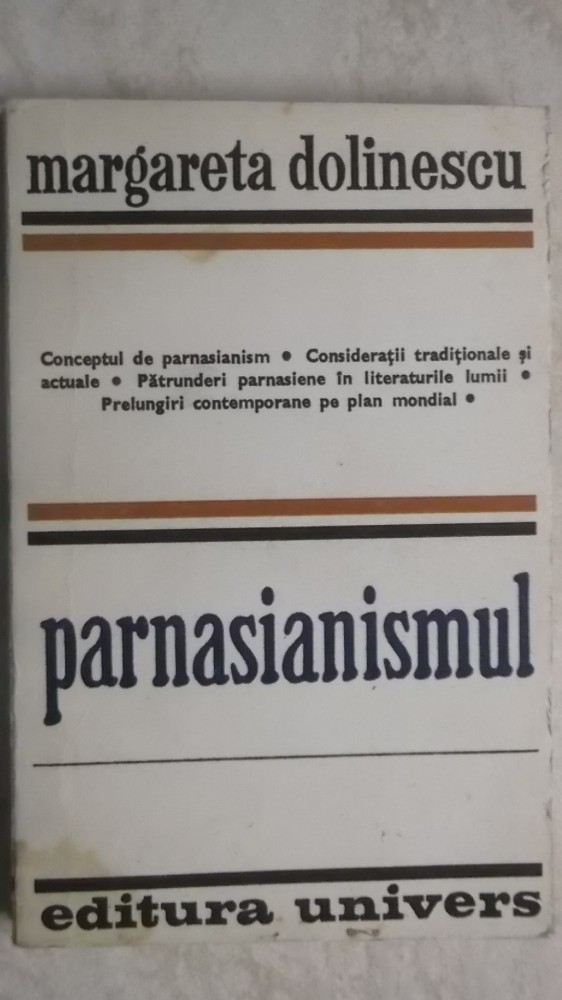 margareta dolinescu
Conceptul de parnasianism • Considerații tradiționale și
actuale • Pătrunderi parnasiene în literaturile lumii •
Prelungiri contemporane pe plan mondial •
parnasianismul
editura univers